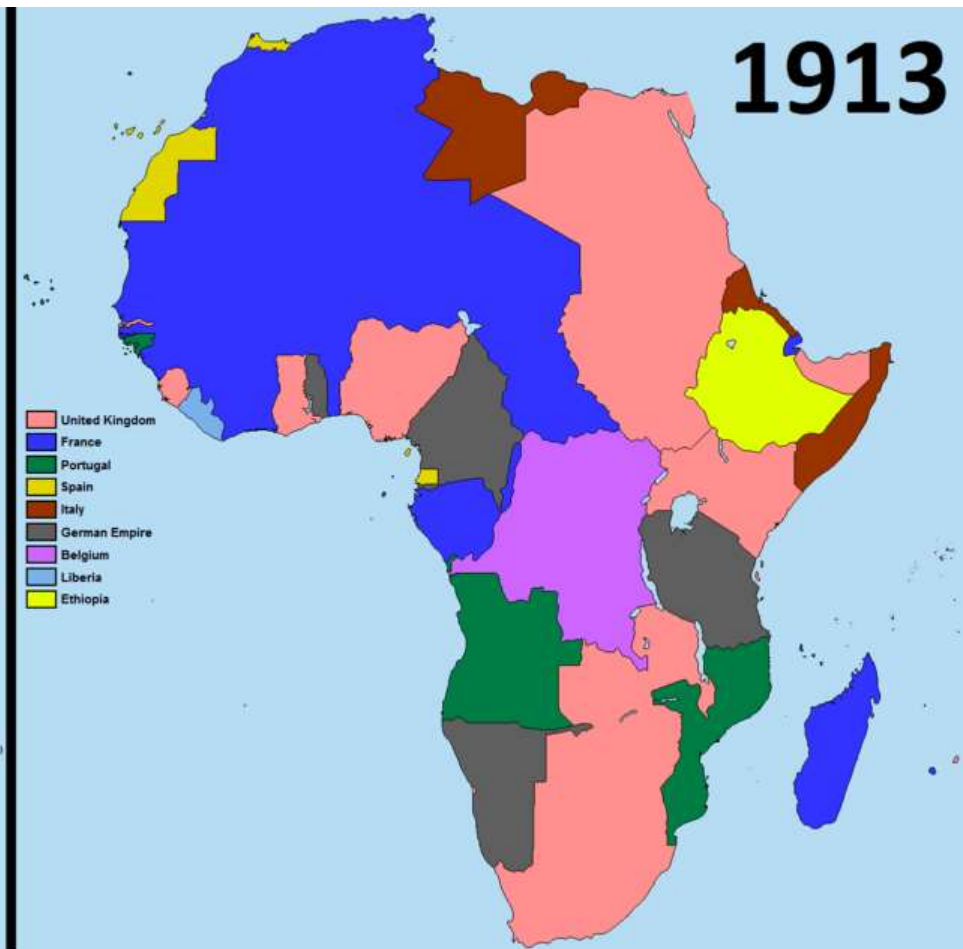 1913
United Kingdom
France
Portugal
Spain
Italy
German Empire
Belgium
Liberia
Ethiopia